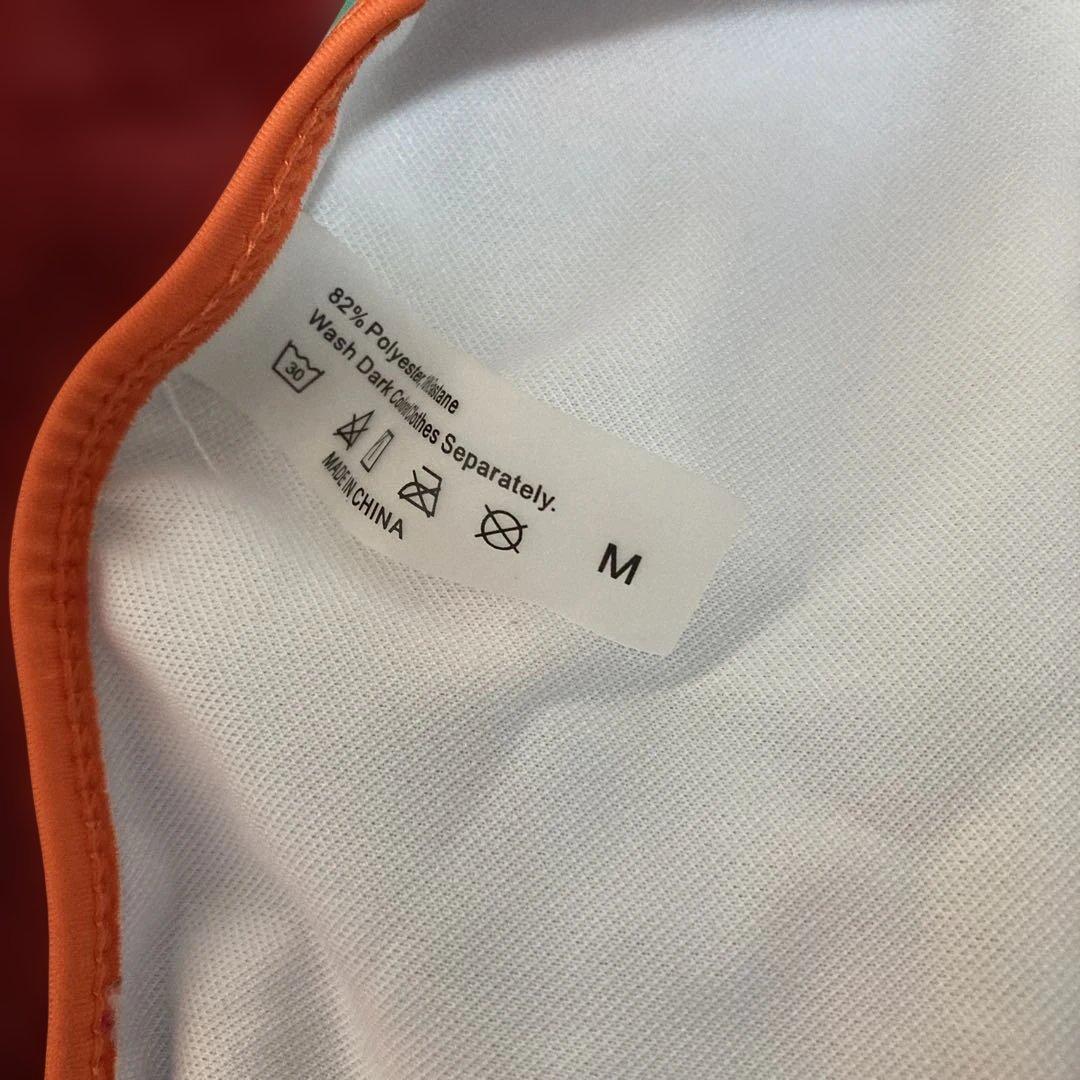 82% Polyester
Wash Dark Color Clothes Separately.
30
MADE IN CHINA
M